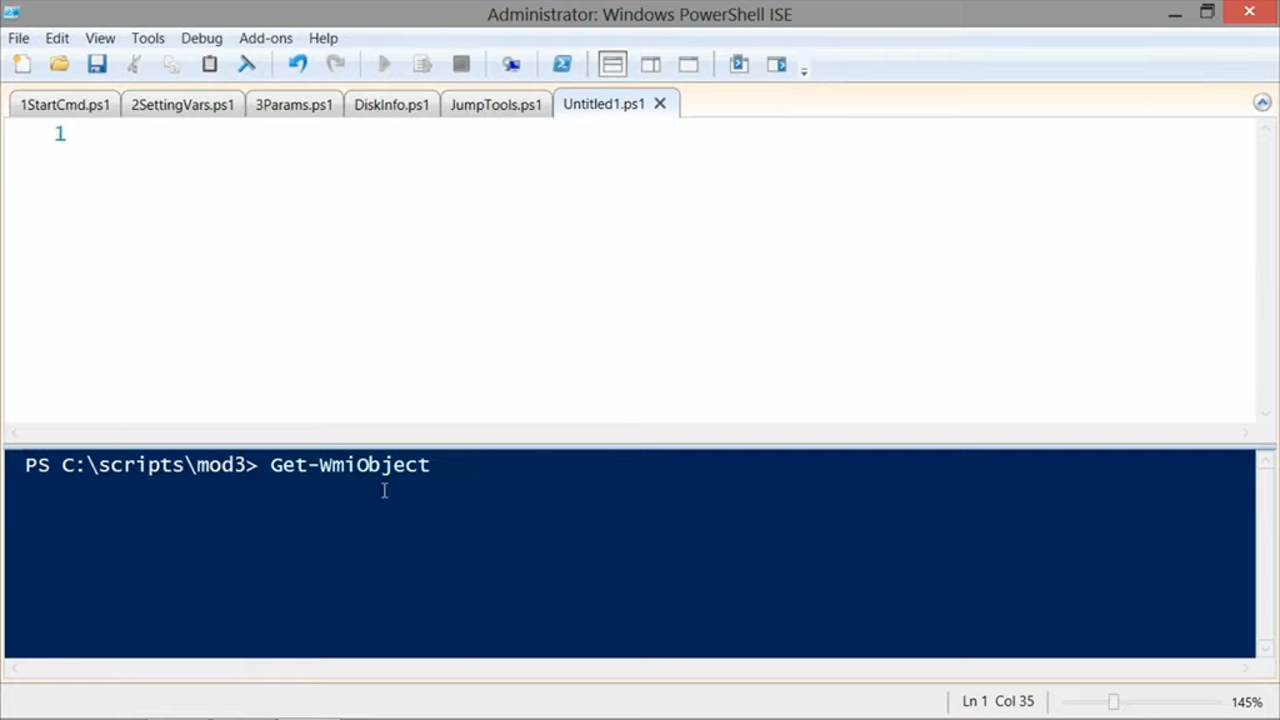 Administrator: Windows PowerShell ISE
File Edit View Tools Debug Add-ons Help
1StartCmd.ps1 2SettingVars.ps1 3Params.ps1 DiskInfo.ps1 JumpTools.ps1 Untitled1.ps1
1
PS C:\scripts\mod3> Get-WmiObject
Ln 1 Col 35 145%